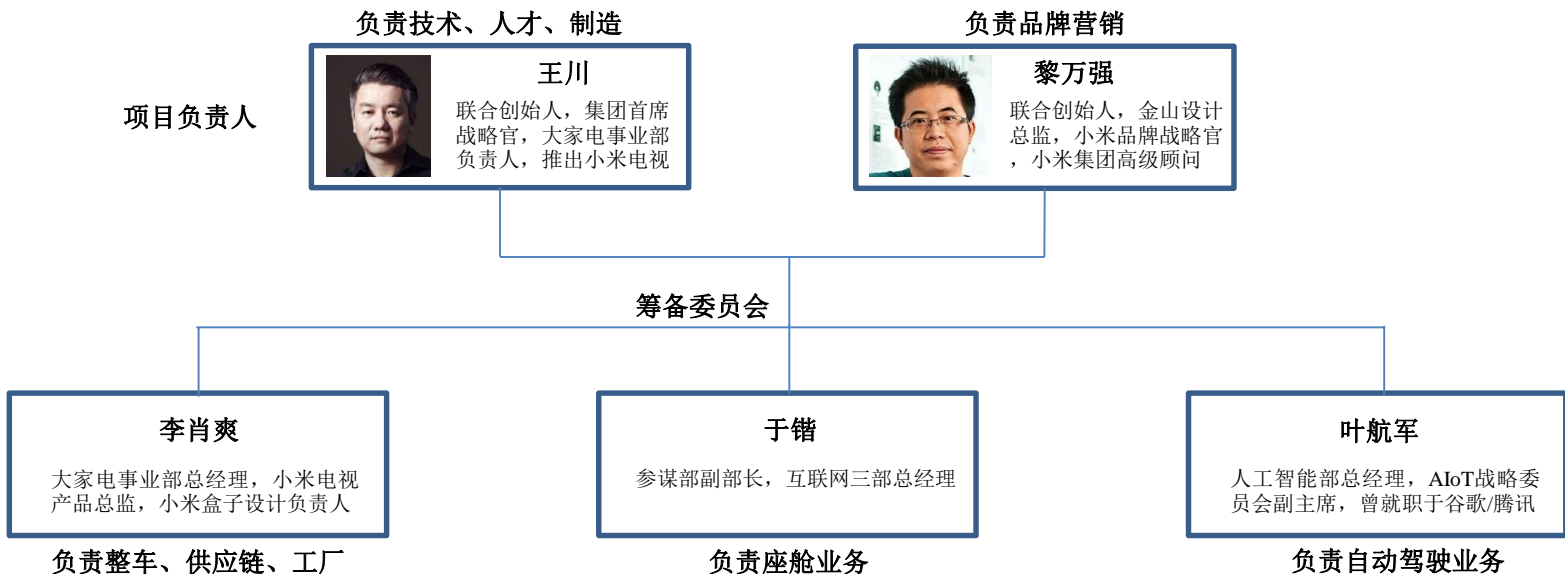 负责技术、人才、制造
负责品牌营销
项目负责人
王川
联合创始人，集团首席
战略官，大家电事业部
负责人，推出小米电视
黎万强
联合创始人，金山设计
总监，小米品牌战略官
，小米集团高级顾问
筹备委员会
李肖爽
大家电事业部总经理，小米电视
产品总监，小米盒子设计负责人
负责整车、供应链、工厂
于锴
参谋部副部长，互联网三部总经理
负责座舱业务
叶航军
人工智能部总经理，AIoT战略委
员会副主席，曾就职于谷歌/腾讯
负责自动驾驶业务